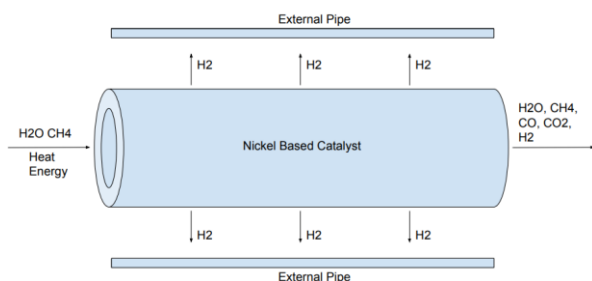 External Pipe
H2 H2 H2
H2O CH4
Heat
Energy
Nickel Based Catalyst
H2O, CH4,
CO, CO2,
H2
H2 H2 H2
External Pipe